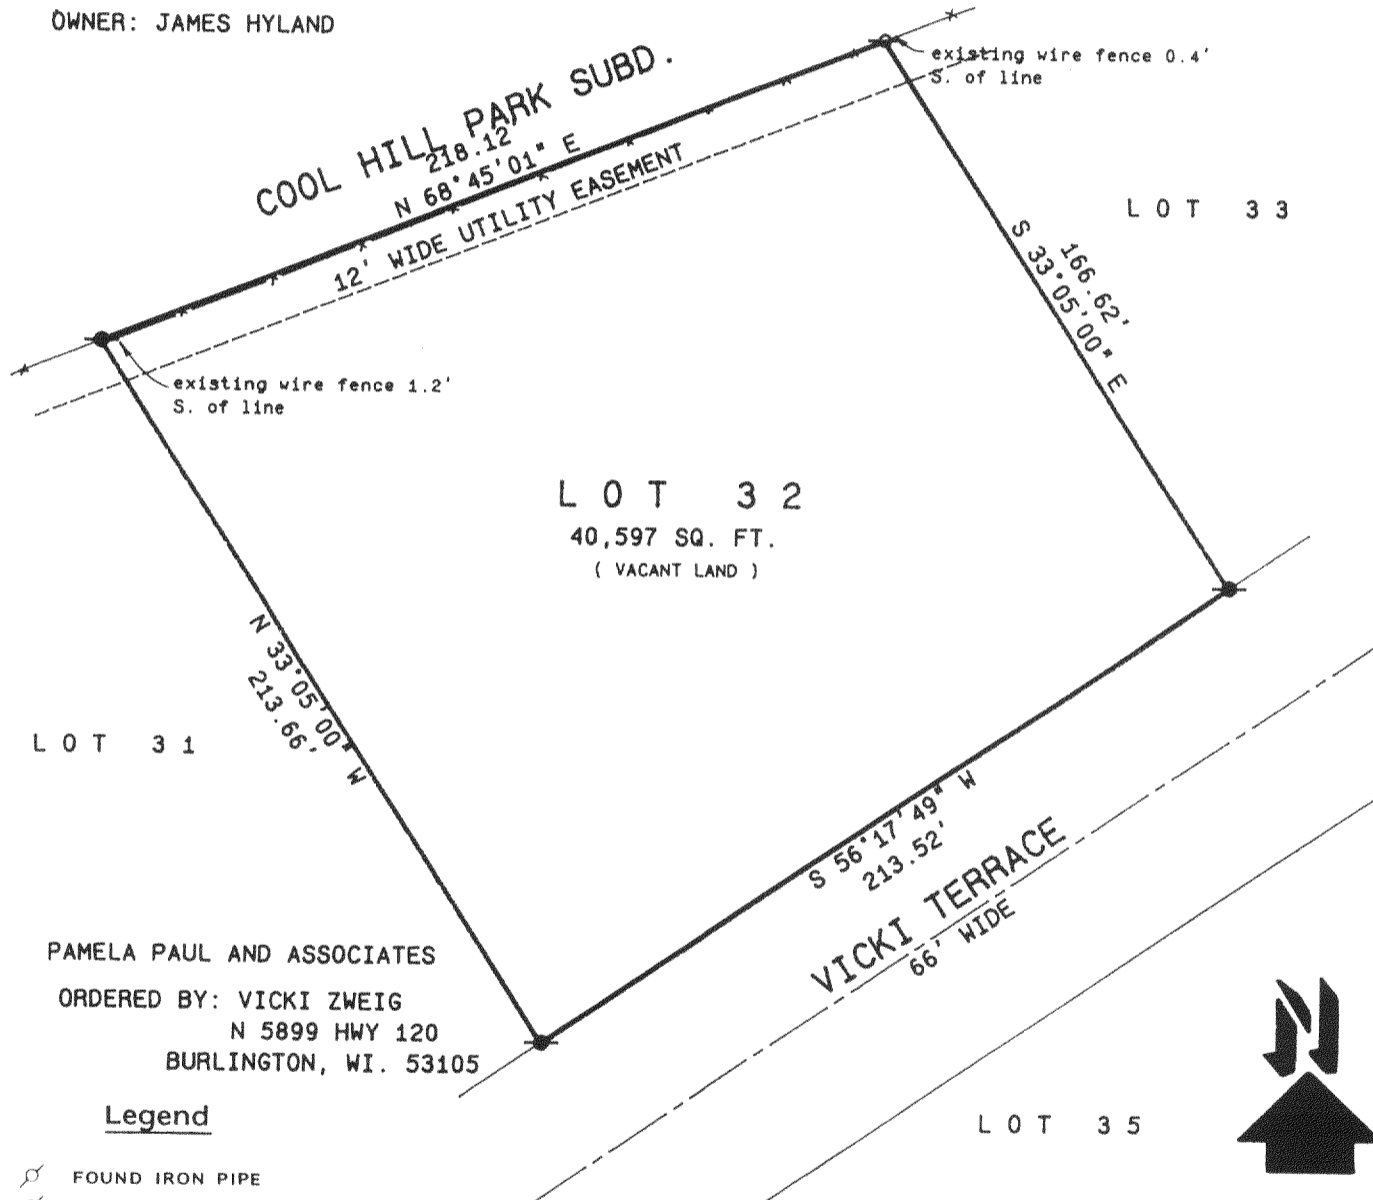 OWNER: JAMES HYLAND
COOL HILL PARK SUBD.
218.12'
N 68°45'01" E
12' WIDE UTILITY EASEMENT
existing wire fence 0.4'
S. of line
LOT 33
166.62'
S 33°05'00" E
existing wire fence 1.2'
S. of line
LOT 32
40,597 SQ. FT.
( VACANT LAND )
N 33°05'00" W
213.66'
LOT 31
S 56°17'49" W
213.52'
VICKI TERRACE
66' WIDE
PAMELA PAUL AND ASSOCIATES
ORDERED BY: VICKI ZWEIG
N 5899 HWY 120
BURLINGTON, WI. 53105
N
LOT 35
Legend
FOUND IRON PIPE